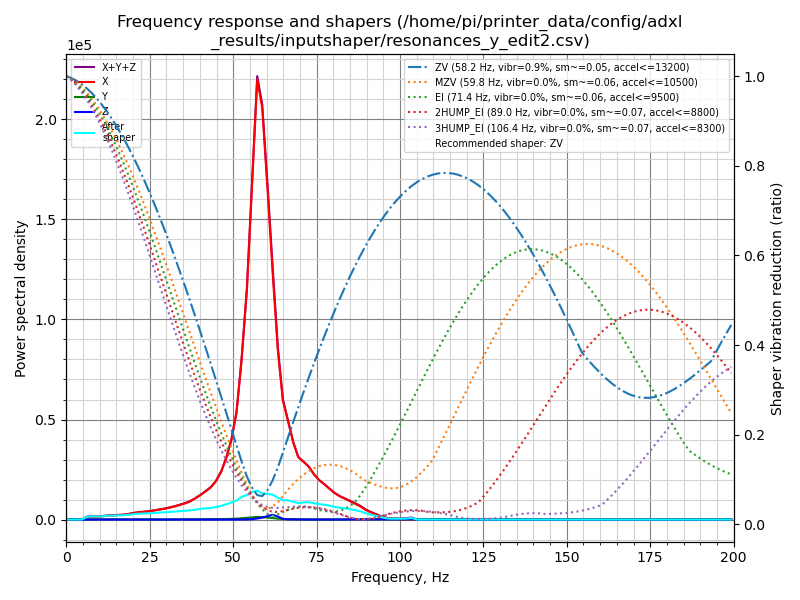 Frequency response and shapers (/home/pi/printer_data/config/adxl
_results/inputshaper/resonances_y_edit2.csv)
1e5
X+Y+Z
X
Y
Z
After
shaper
ZV (58.2 Hz, vibr=0.9%, sm~=0.05, accel<=13200)
MZV (59.8 Hz, vibr=0.0%, sm~=0.06, accel<=10500)
EI (71.4 Hz, vibr=0.0%, sm~=0.06, accel<=9500)
2HUMP_EI (89.0 Hz, vibr=0.0%, sm~=0.07, accel<=8800)
3HUMP_EI (106.4 Hz, vibr=0.0%, sm~=0.07, accel<=8300)
Recommended shaper: ZV
Power spectral density
2.0
1.5
1.0
0.5
0.0
Shaper vibration reduction (ratio)
1.0
0.8
0.6
0.4
0.2
0.0
0 25 50 75 100 125 150 175 200
Frequency, Hz